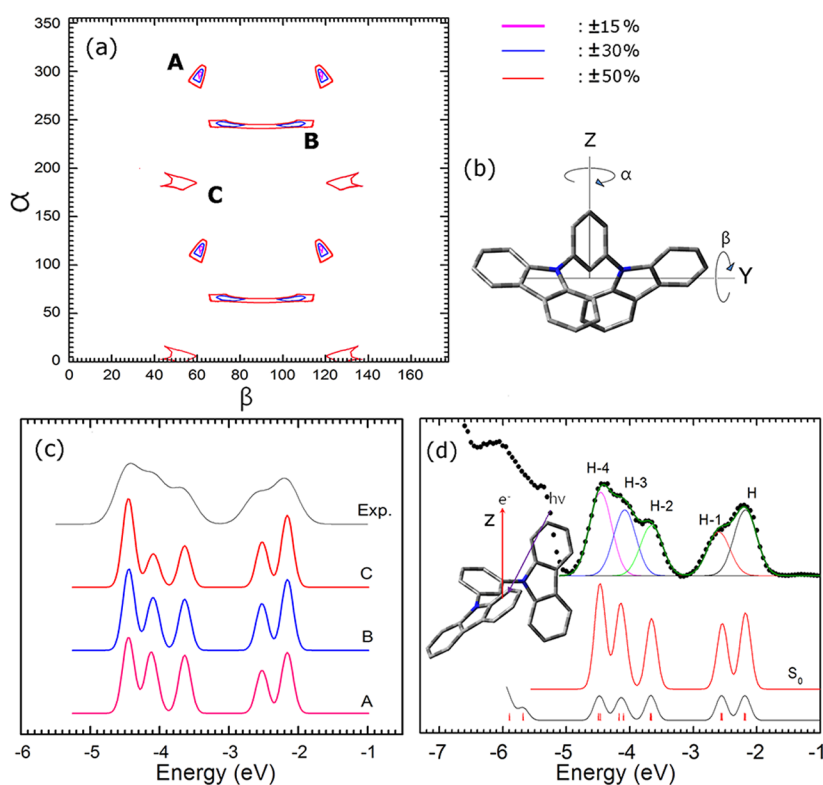 (a)
350
300
250
200
150
100
50
0
0 20 40 60 80 100 120 140 160
α
β
A
B
C
: ±15%
: ±30%
: ±50%
(b)
Z
α
β
Y
(c)
Exp.
C
B
A
-6 -5 -4 -3 -2 -1
Energy (eV)
(d)
H-4
H-3
H-2
H-1
H
e-
hν
Z
S0
-7 -6 -5 -4 -3 -2 -1
Energy (eV)